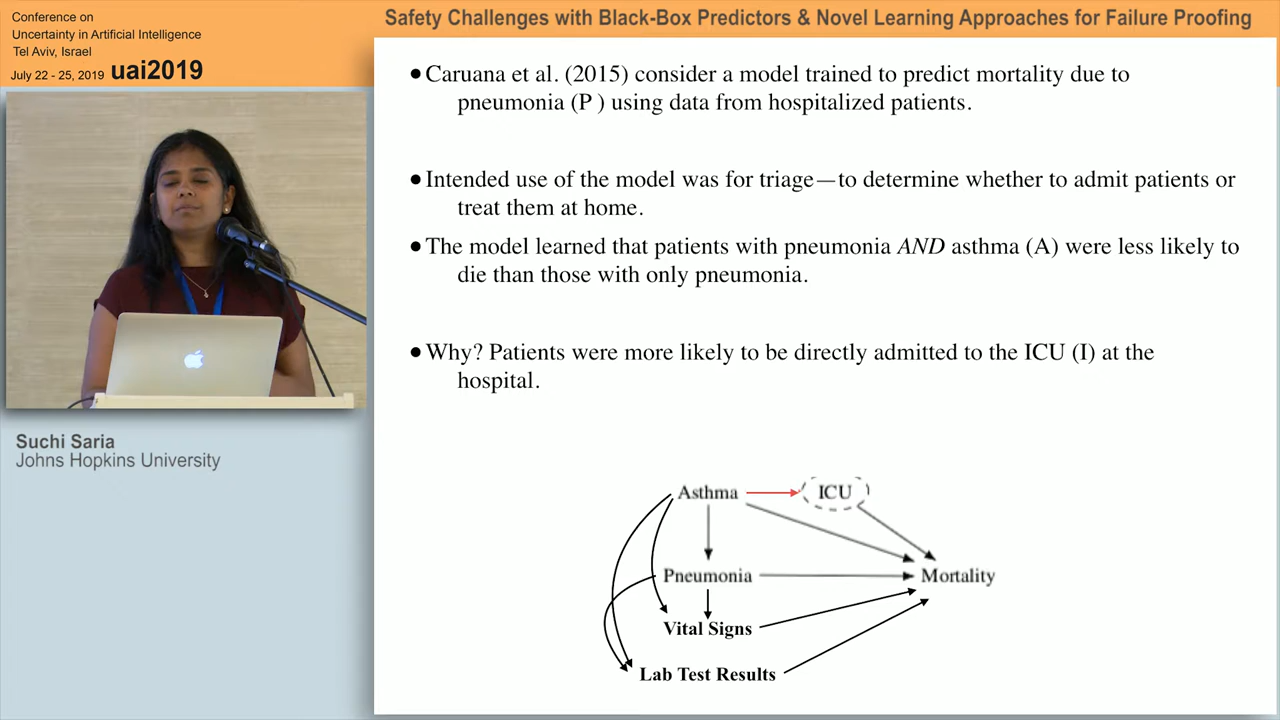 Conference on
Uncertainty in Artificial Intelligence
Tel Aviv, Israel
July 22 - 25, 2019 uai2019
Safety Challenges with Black-Box Predictors & Novel Learning Approaches for Failure Proofing
Suchi Saria
Johns Hopkins University
●Caruana et al. (2015) consider a model trained to predict mortality due to
pneumonia (P ) using data from hospitalized patients.
●Intended use of the model was for triage—to determine whether to admit patients or
treat them at home.
●The model learned that patients with pneumonia AND asthma (A) were less likely to
die than those with only pneumonia.
●Why? Patients were more likely to be directly admitted to the ICU (I) at the
hospital.
Asthma
ICU
Pneumonia
Mortality
Vital Signs
Lab Test Results